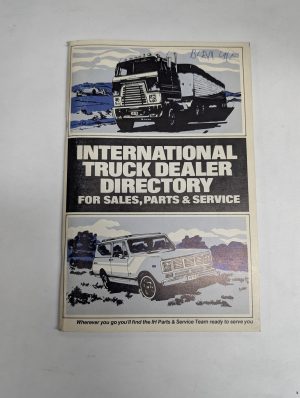 INTERNATIONAL
TRUCK DEALER
DIRECTORY
FOR SALES, PARTS & SERVICE
Wherever you go you'll find the IH Parts & Service Team ready to serve you